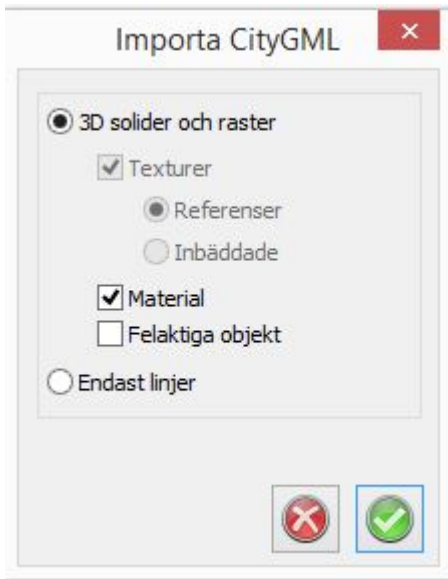 Importa CityGML
3D solider och raster
Texturer
Referenser
Inbäddade
Material
Felaktiga objekt
Endast linjer